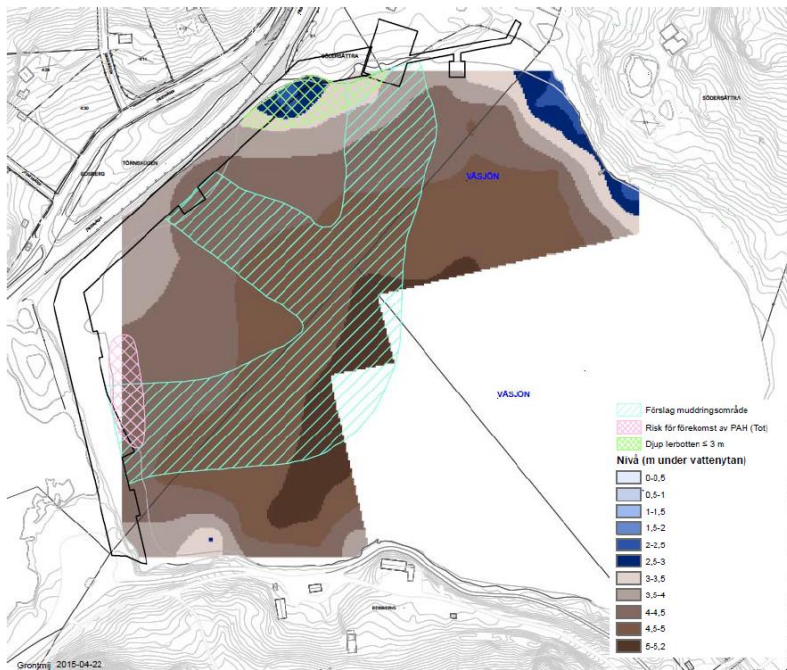 SÖDERSÄTTRA
SÖDERSÄTTRA
TÖRNSKOGEN
VÄSJÖN
VÄSJÖN
Förslag muddringsområde
Risk för förekomst av PAH (Tot)
Djup lerbotten ≤ 3 m
Nivå (m under vattenytan)
0-0,5
0,5-1
1-1,5
1,5-2
2-2,5
2,5-3
3-3,5
3,5-4
4-4,5
4,5-5
5-5,2
Grontmij 2015-04-22